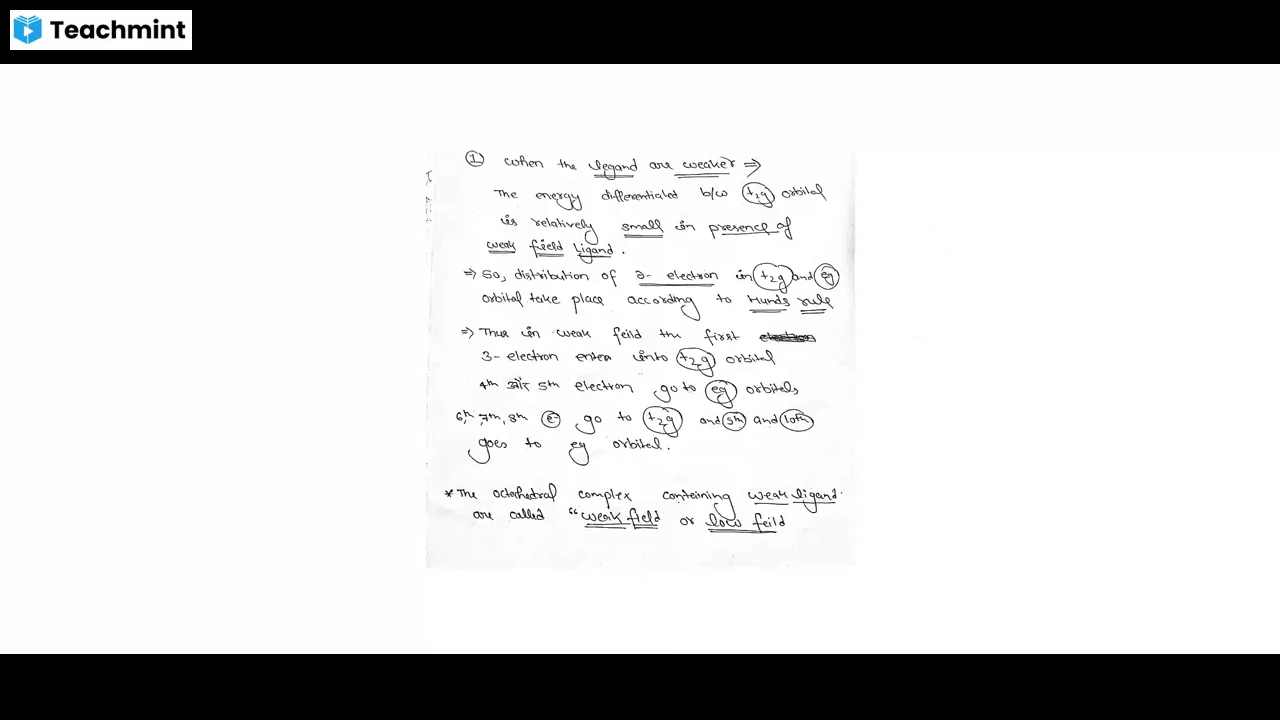 Teachmint
① when the legand are weaker ⇒
The energy differentiated b/w t₂g orbital
is relatively small in presence of
weak field Ligand.
⇒ So, distribution of ∂- electron in t₂g and eg
orbital take place according to Hunds rule
⇒ Thus in weak feild the first
3- electron enter into t₂g orbital
4th और 5th electron go to eg orbitals
6th, 7th, 8th e⁻ go to t₂g and 9th and 10th
goes to eg orbital.
* The octehedral complex conteining weak ligand.
are called "weak field or low feild